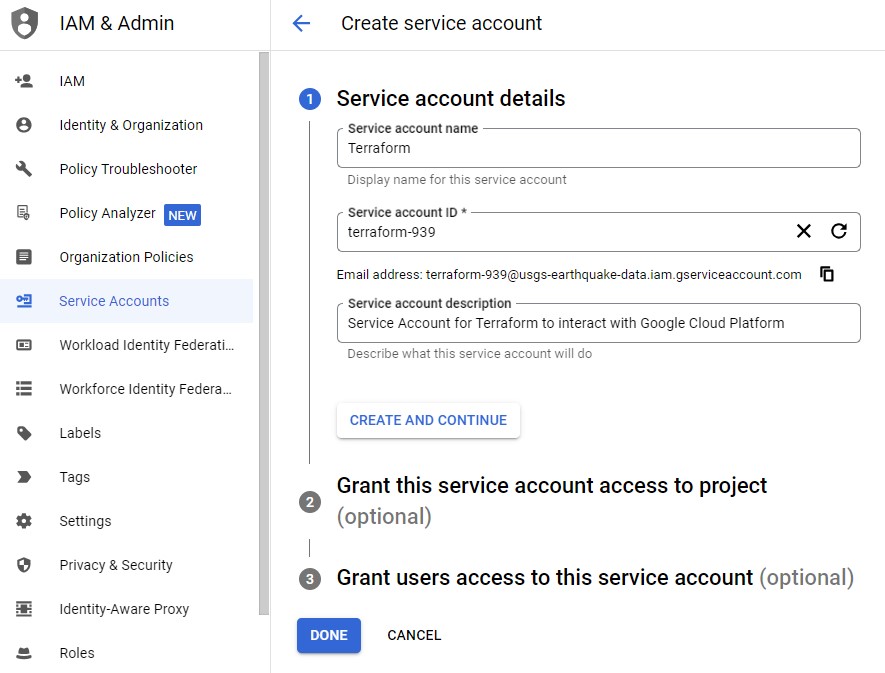 IAM & Admin
IAM
Identity & Organization
Policy Troubleshooter
Policy Analyzer NEW
Organization Policies
Service Accounts
Workload Identity Federati...
Workforce Identity Federa...
Labels
Tags
Settings
Privacy & Security
Identity-Aware Proxy
Roles
Create service account
1 Service account details
Service account name
Terraform
Display name for this service account
Service account ID *
terraform-939
Email address: terraform-939@usgs-earthquake-data.iam.gserviceaccount.com
Service account description
Service Account for Terraform to interact with Google Cloud Platform
Describe what this service account will do
CREATE AND CONTINUE
2 Grant this service account access to project
(optional)
3 Grant users access to this service account (optional)
DONE CANCEL